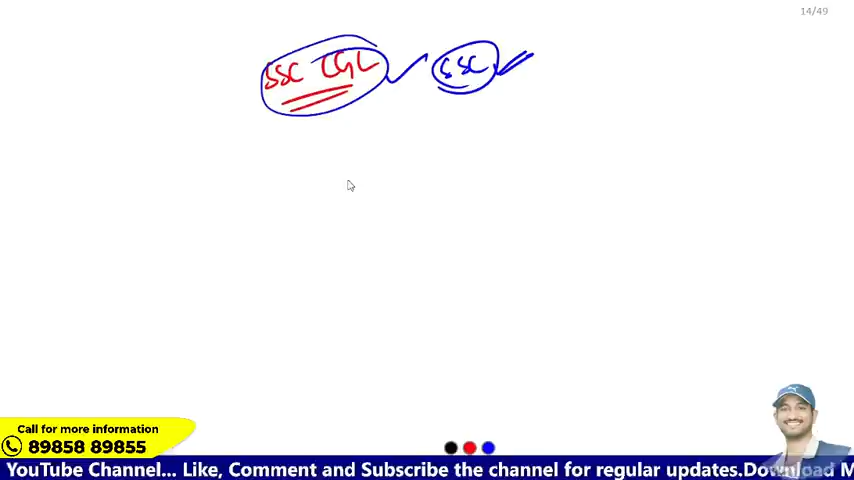 14/49
SSC CGL SSC
Call for more information
89858 89855
YouTube Channel... Like, Comment and Subscribe the channel for regular updates.Download M